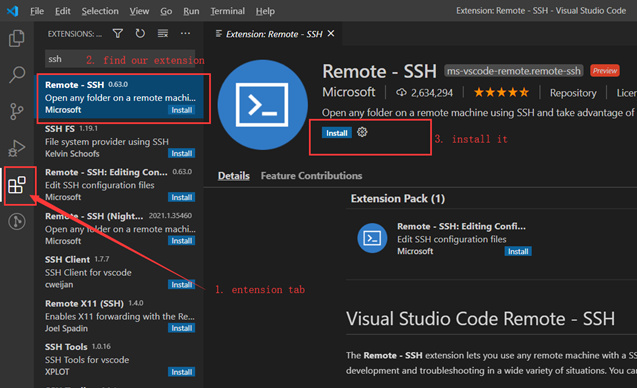 File Edit Selection View Go Run Terminal Help Extension: Remote - SSH - Visual Studio Code
EXTENSIONS: ...
ssh
2. find our extension
Remote - SSH 0.63.0
Open any folder on a remote machi...
Microsoft Install
SSH FS 1.19.1
File system provider using SSH
Kelvin Schoofs Install
Remote - SSH: Editing Con... 0.63.0
Edit SSH configuration files
Microsoft Install
Remote - SSH (Night... 2021.1.35460
Open any folder on a remote machi...
Microsoft Install
SSH Client 1.7.7
SSH Client for vscode
cweijan Install
Remote X11 (SSH) 1.4.0
Enables X11 forwarding with the Re...
Joel Spadin Install
SSH Tools 1.0.16
SSH Tools for vscode
XPLOT Install
1. entension tab
Extension: Remote - SSH
Remote - SSH ms-vscode-remote.remote-ssh Preview
Microsoft 2,634,294 Repository Licen
Open any folder on a remote machine using SSH and take advantage of
Install
3. install it
Details Feature Contributions
Extension Pack (1)
Remote - SSH: Editing Confi...
Edit SSH configuration files
Microsoft Install
Visual Studio Code Remote - SSH
The Remote - SSH extension lets you use any remote machine with a SS
development and troubleshooting in a wide variety of situations. You can